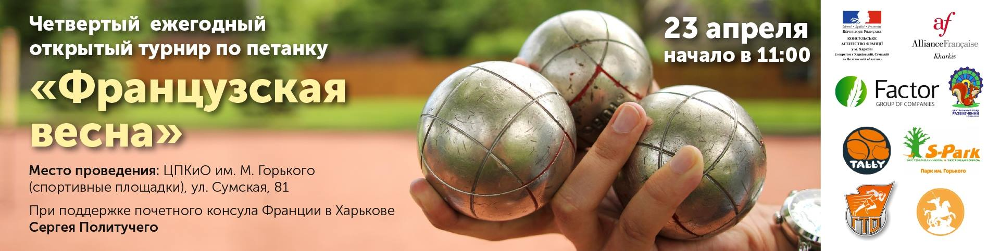 Четвертый ежегодный
открытый турнир по петанку
«Французская
весна»
Место проведения: ЦПКиО им. М. Горького
(спортивные площадки), ул. Сумская, 81
При поддержке почетного консула Франции в Харькове
Сергея Политучего
23 апреля
начало в 11:00
Liberté • Égalité • Fraternité
RÉPUBLIQUE FRANÇAISE
КОНСУЛЬСЬКЕ
АГЕНТСТВО ФРАНЦІЇ
у м. Харкові
(з округом у Харківській, Сумській
та Полтавській областях)
af
AllianceFrançaise
Kharkiv
Factor
GROUP OF COMPANIES
ЦЕНТРАЛЬНЫЙ ПАРК
РАЗВЛЕЧЕНИЙ
в Харькове
TAbbY
S-Park
экстремальчикам и экстредевочкам
Парк им. Горького
ГТО